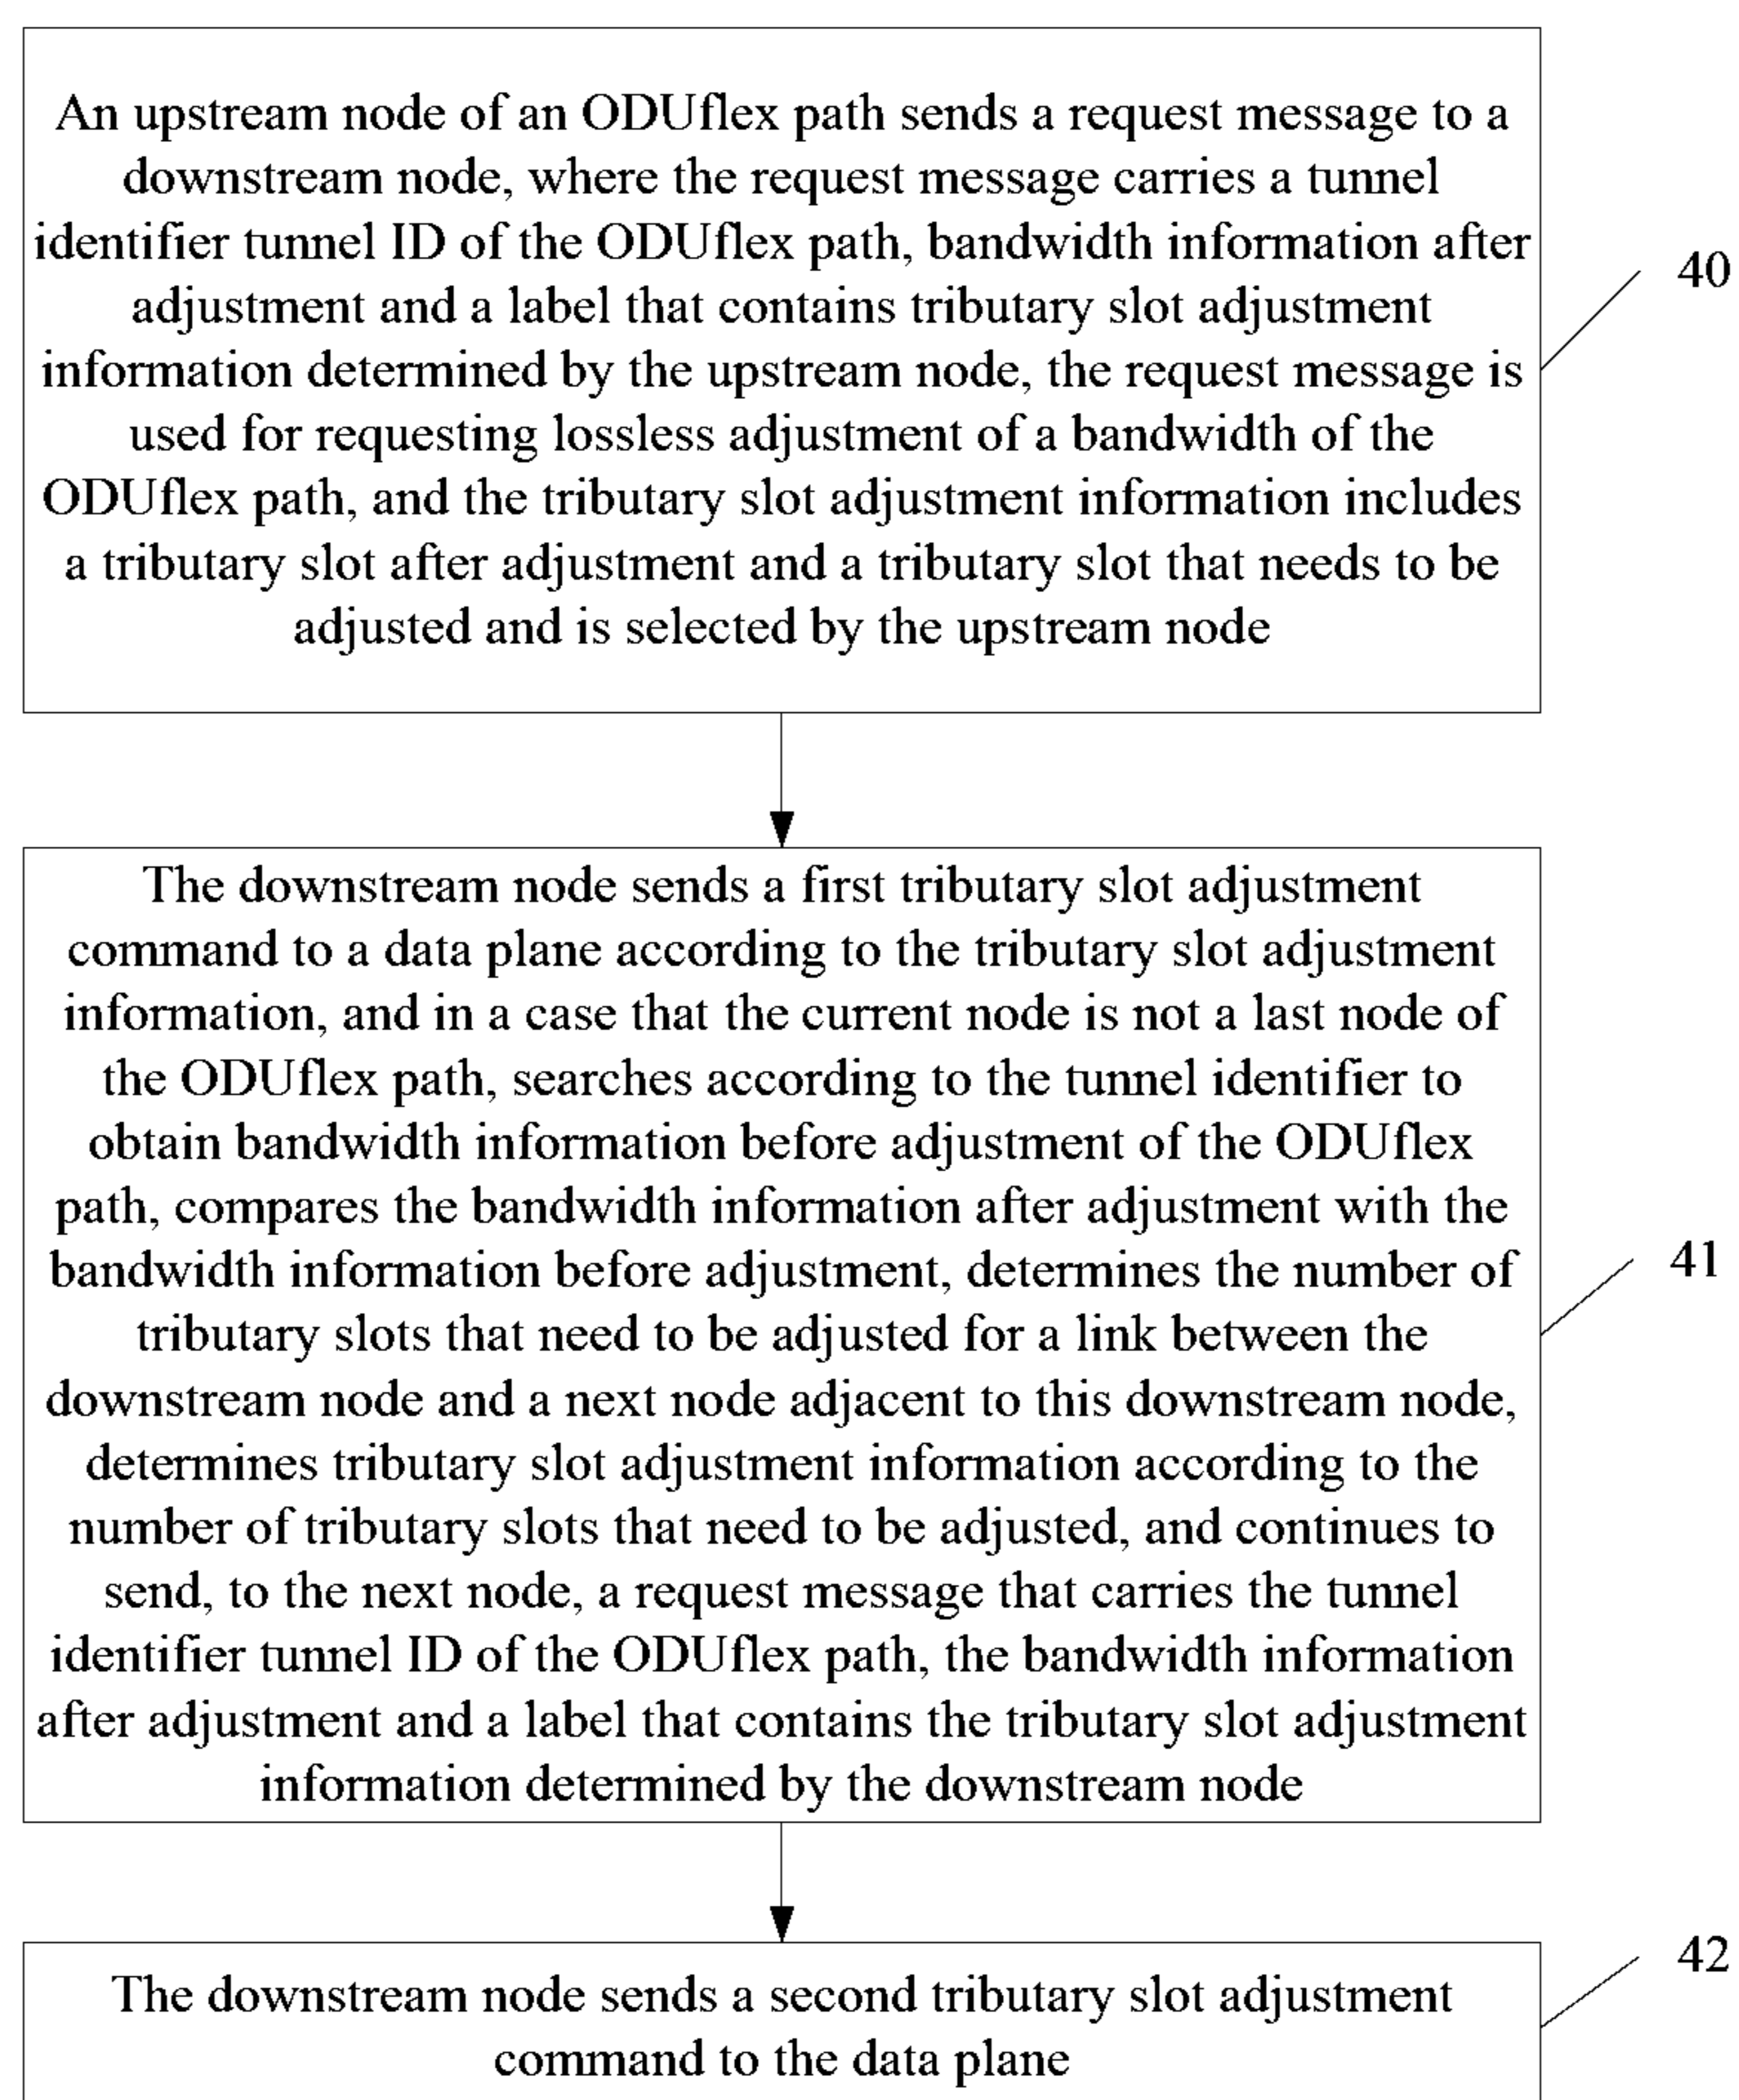 An upstream node of an ODUflex path sends a request message to a
downstream node, where the request message carries a tunnel
identifier tunnel ID of the ODUflex path, bandwidth information after
adjustment and a label that contains tributary slot adjustment
information determined by the upstream node, the request message is
used for requesting lossless adjustment of a bandwidth of the
ODUflex path, and the tributary slot adjustment information includes
a tributary slot after adjustment and a tributary slot that needs to be
adjusted and is selected by the upstream node
40
The downstream node sends a first tributary slot adjustment
command to a data plane according to the tributary slot adjustment
information, and in a case that the current node is not a last node of
the ODUflex path, searches according to the tunnel identifier to
obtain bandwidth information before adjustment of the ODUflex
path, compares the bandwidth information after adjustment with the
bandwidth information before adjustment, determines the number of
tributary slots that need to be adjusted for a link between the
downstream node and a next node adjacent to this downstream node,
determines tributary slot adjustment information according to the
number of tributary slots that need to be adjusted, and continues to
send, to the next node, a request message that carries the tunnel
identifier tunnel ID of the ODUflex path, the bandwidth information
after adjustment and a label that contains the tributary slot adjustment
information determined by the downstream node
41
The downstream node sends a second tributary slot adjustment
command to the data plane
42